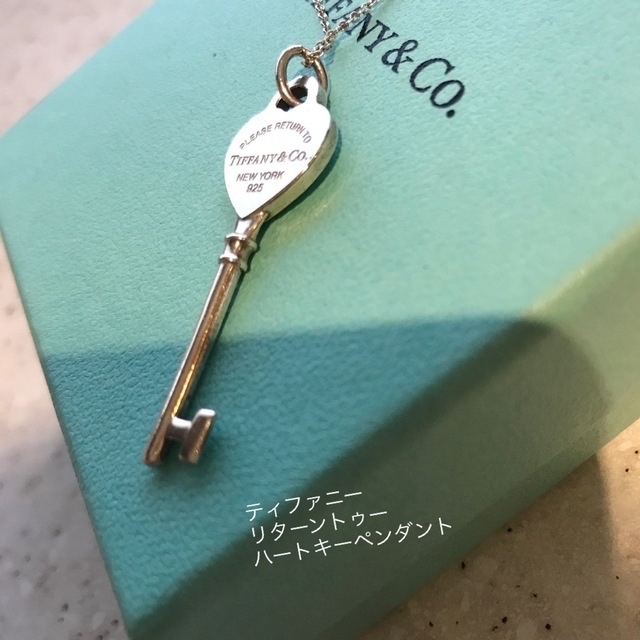 TIFFANY & CO.
PLEASE RETURN TO
TIFFANY & CO.
NEW YORK
925
ティファニー
リターントゥー
ハートキーペンダント